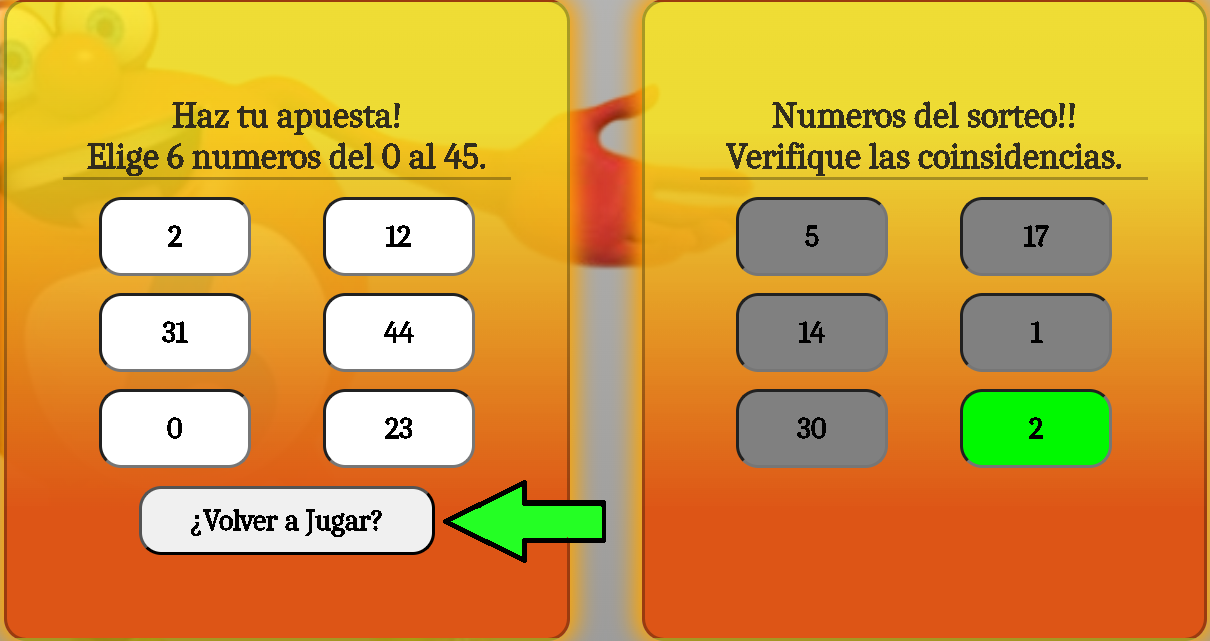 Haz tu apuesta!
Elige 6 numeros del 0 al 45.
2 12
31 44
0 23
¿Volver a Jugar?
Numeros del sorteo!!
Verifique las coinsidencias.
5 17
14 1
30 2